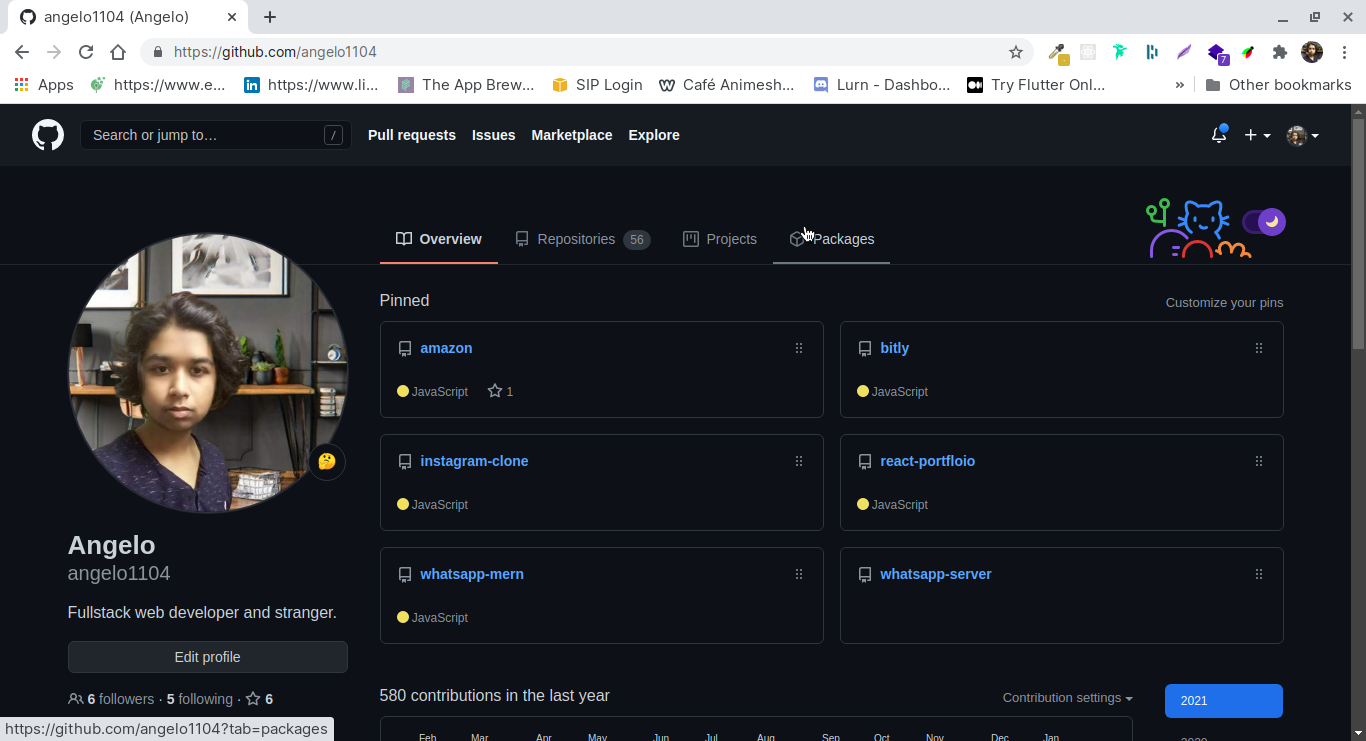 angelo1104 (Angelo)
https://github.com/angelo1104
7
Apps https://www.e... https://www.li... The App Brew... SIP Login Café Animesh... Lurn - Dashbo... Try Flutter Onl... » Other bookmarks
Search or jump to… / Pull requests Issues Marketplace Explore
Overview Repositories 56 Projects Packages
Pinned Customize your pins
amazon
JavaScript 1
bitly
JavaScript
instagram-clone
JavaScript
react-portfloio
JavaScript
whatsapp-mern
JavaScript
whatsapp-server
Angelo
angelo1104
Fullstack web developer and stranger.
Edit profile
6 followers · 5 following · 6
580 contributions in the last year Contribution settings 2021
Feb Mar Apr May Jun Jul Aug Sep Oct Nov Dec Jan
2020
https://github.com/angelo1104?tab=packages